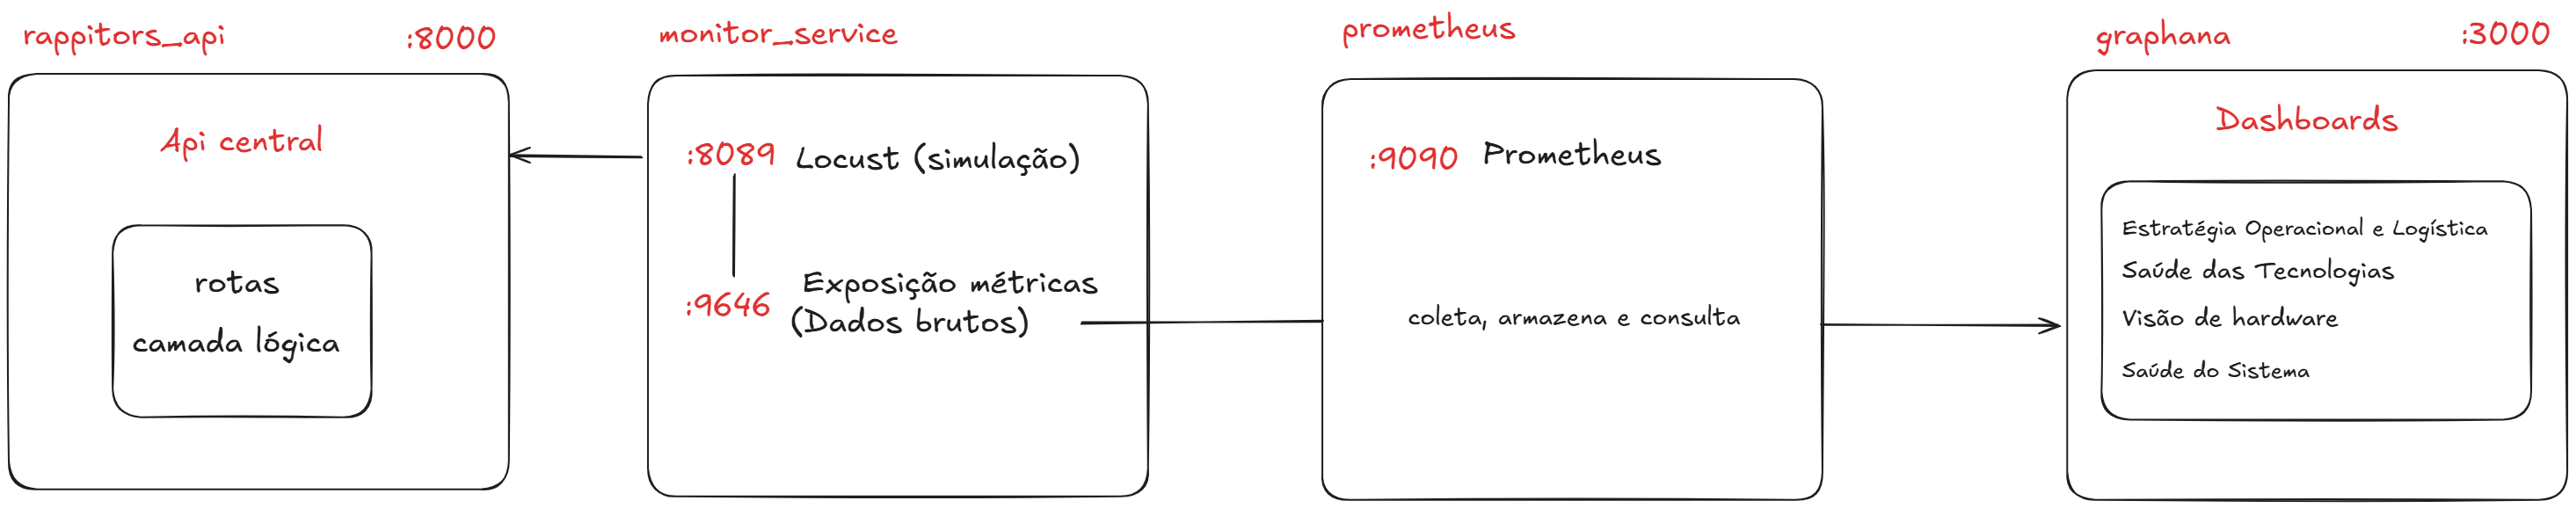 rappitors_api :8000
Api central
rotas
camada lógica
monitor_service
:8089 Locust (simulação)
:9646 Exposição métricas
(Dados brutos)
prometheus
:9090 Prometheus
coleta, armazena e consulta
graphana :3000
Dashboards
Estratégia Operacional e Logística
Saúde das Tecnologias
Visão de hardware
Saúde do Sistema